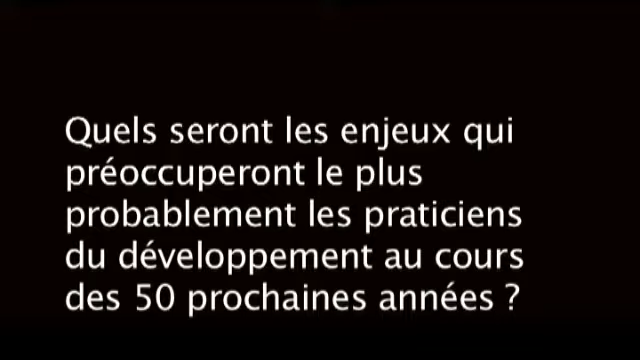 Quels seront les enjeux qui
préoccuperont le plus
probablement les praticiens
du développement au cours
des 50 prochaines années ?